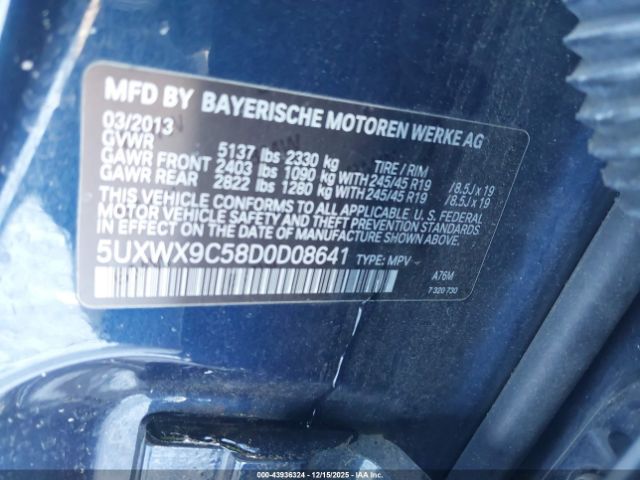 MFD BY BAYERISCHE MOTOREN WERKE AG
03/2013
GVWR 5137 lbs 2330 kg TIRE / RIM
GAWR FRONT 2403 lbs 1090 kg WITH 245/45 R19 /8.5J x 19
GAWR REAR 2822 lbs 1280 kg WITH 245/45 R19 /8.5J x 19
THIS VEHICLE CONFORMS TO ALL APPLICABLE U. S. FEDERAL
MOTOR VEHICLE SAFETY AND THEFT PREVENTION STANDARDS
IN EFFECT ON THE DATE OF MANUFACTURE SHOWN ABOVE.
5UXWX9C58D0D08641 TYPE: MPV
A76M
7 320 730
000-43936324 - 12/15/2025 - IAAI.com